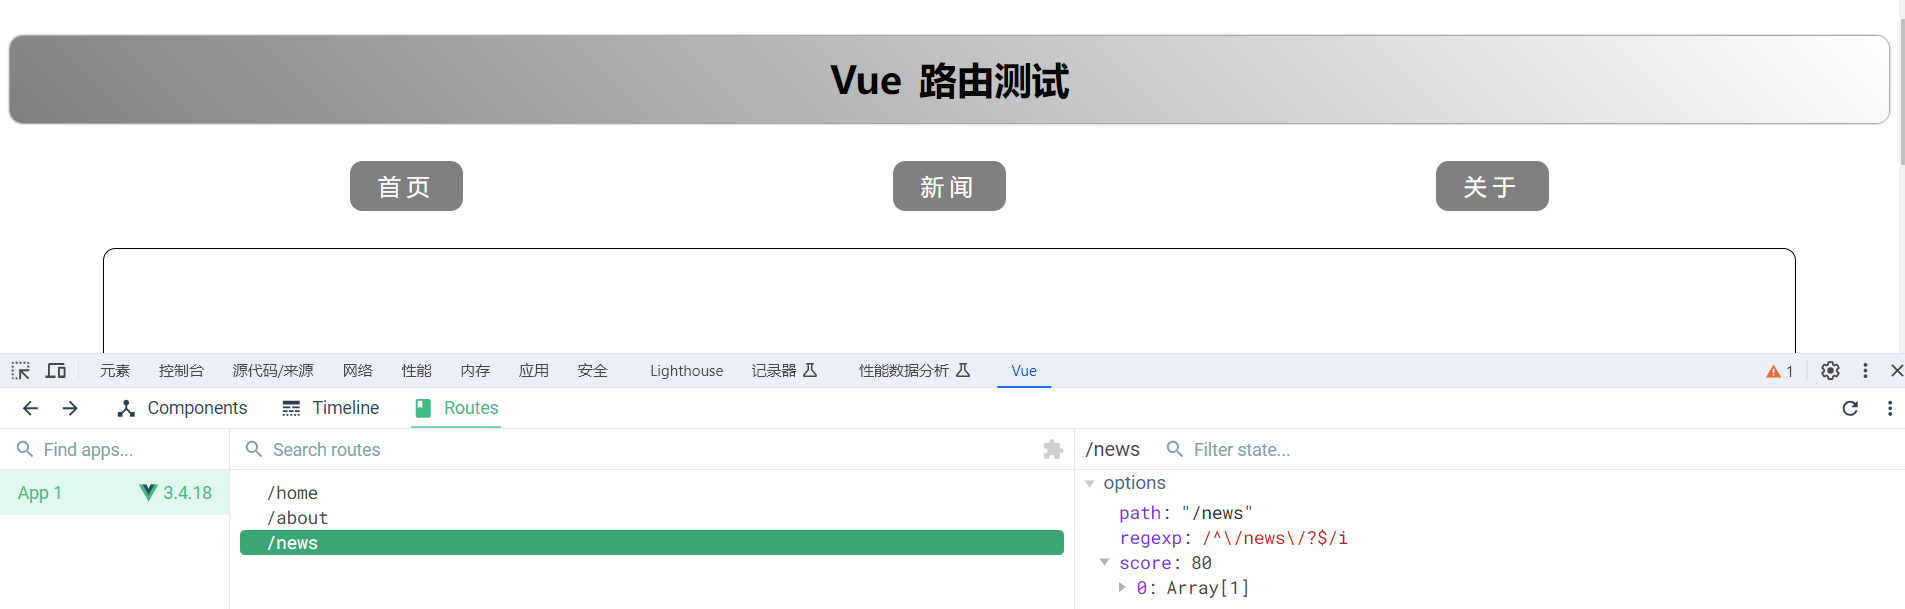 Vue 路由测试
首页 新闻 关于
元素 控制台 源代码/来源 网络 性能 内存 应用 安全 Lighthouse 记录器 性能数据分析 Vue 1
Components Timeline Routes
Find apps... Search routes /news Filter state...
App 1 3.4.18
/home
/about
/news
options
path: "/news"
regexp: /^\/news\/?$/i
score: 80
0: Array[1]